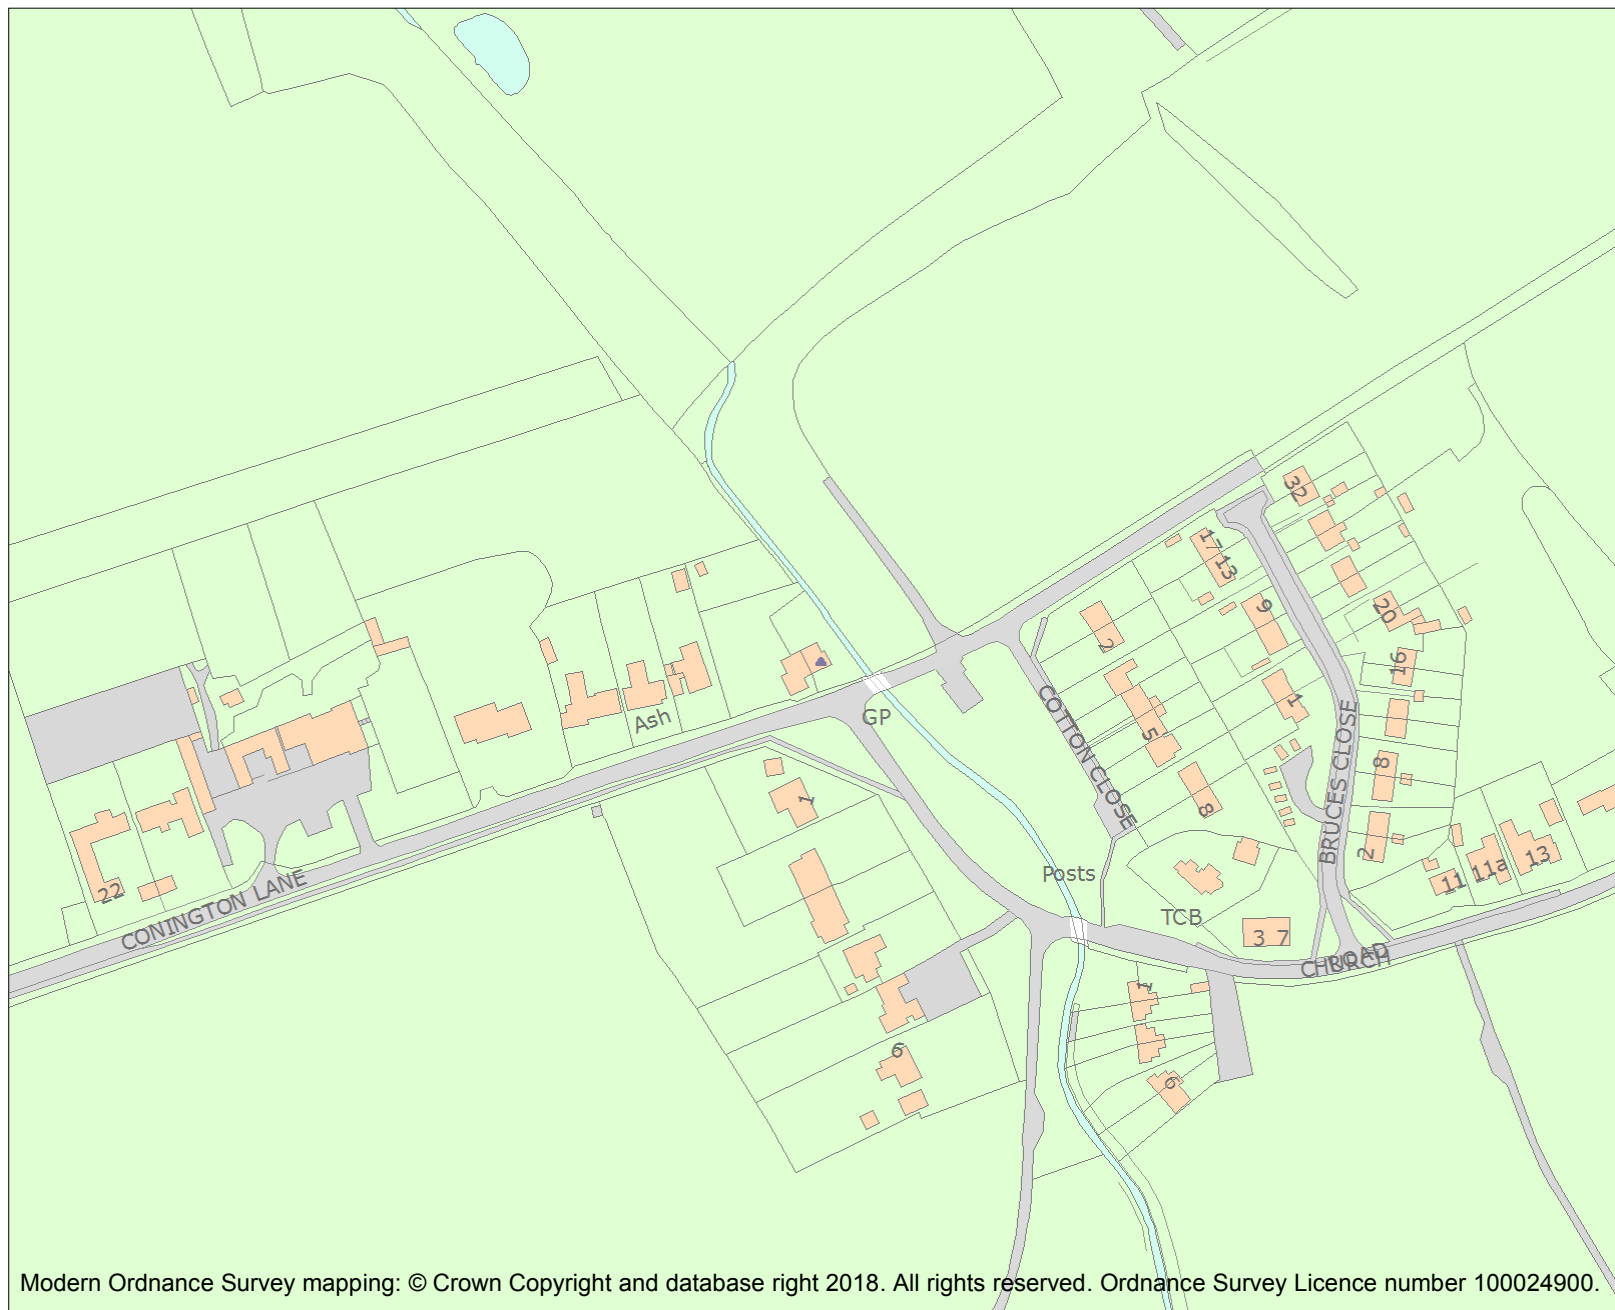 32
17
13
9
20
2
16
COTTON CLOSE
1
Ash
GP
5
BRUCES CLOSE
8
1
8
2
Posts
11
11a
13
22
CONINGTON LANE
TCB
3 7
CHURCH
ROAD
1
6
6
Modern Ordnance Survey mapping: © Crown Copyright and database right 2018. All rights reserved. Ordnance Survey Licence number 100024900.